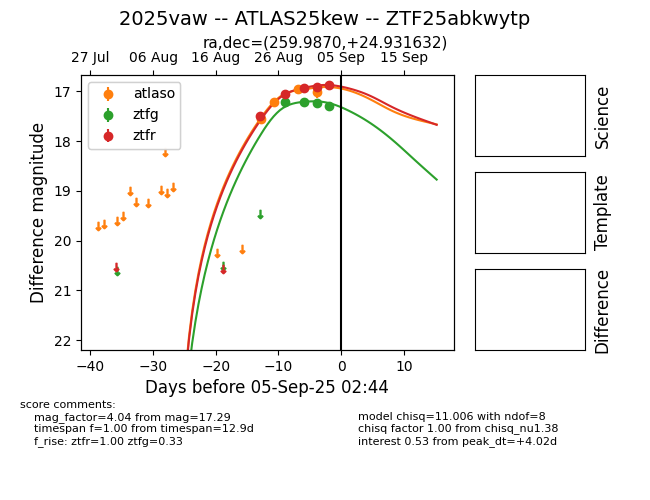 2025vaw -- ATLAS25kew -- ZTF25abkwytp
ra,dec=(259.9870,+24.931632)
27 Jul 06 Aug 16 Aug 26 Aug 05 Sep 15 Sep
atlaso
ztfg
ztfr
17
18
19
20
21
22
Difference magnitude
−40 −30 −20 −10 0 10
Days before 05-Sep-25 02:44
Science
Template
Difference
score comments:
mag_factor=4.04 from mag=17.29
timespan f=1.00 from timespan=12.9d
f_rise: ztfr=1.00 ztfg=0.33
model chisq=11.006 with ndof=8
chisq factor 1.00 from chisq_nu1.38
interest 0.53 from peak_dt=+4.02d